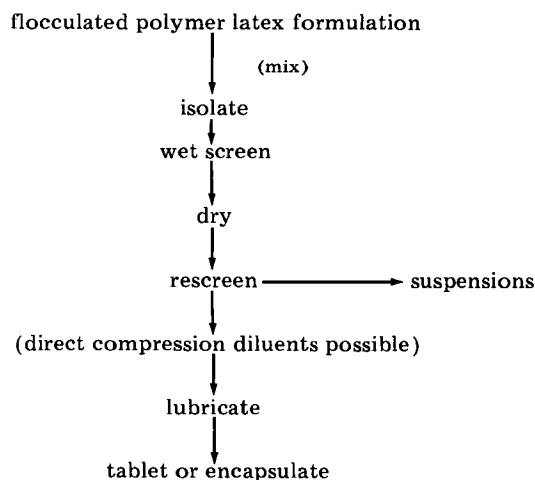 flocculated polymer latex formulation
(mix)
isolate
wet screen
dry
rescreen
suspensions
(direct compression diluents possible)
lubricate
tablet or encapsulate